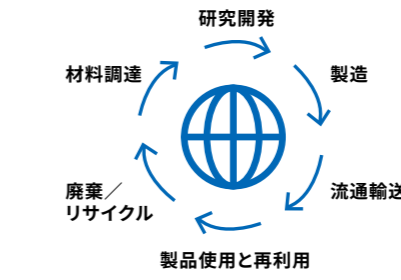 研究開発
材料調達
製造
廃棄／
リサイクル
流通輸送
製品使用と再利用